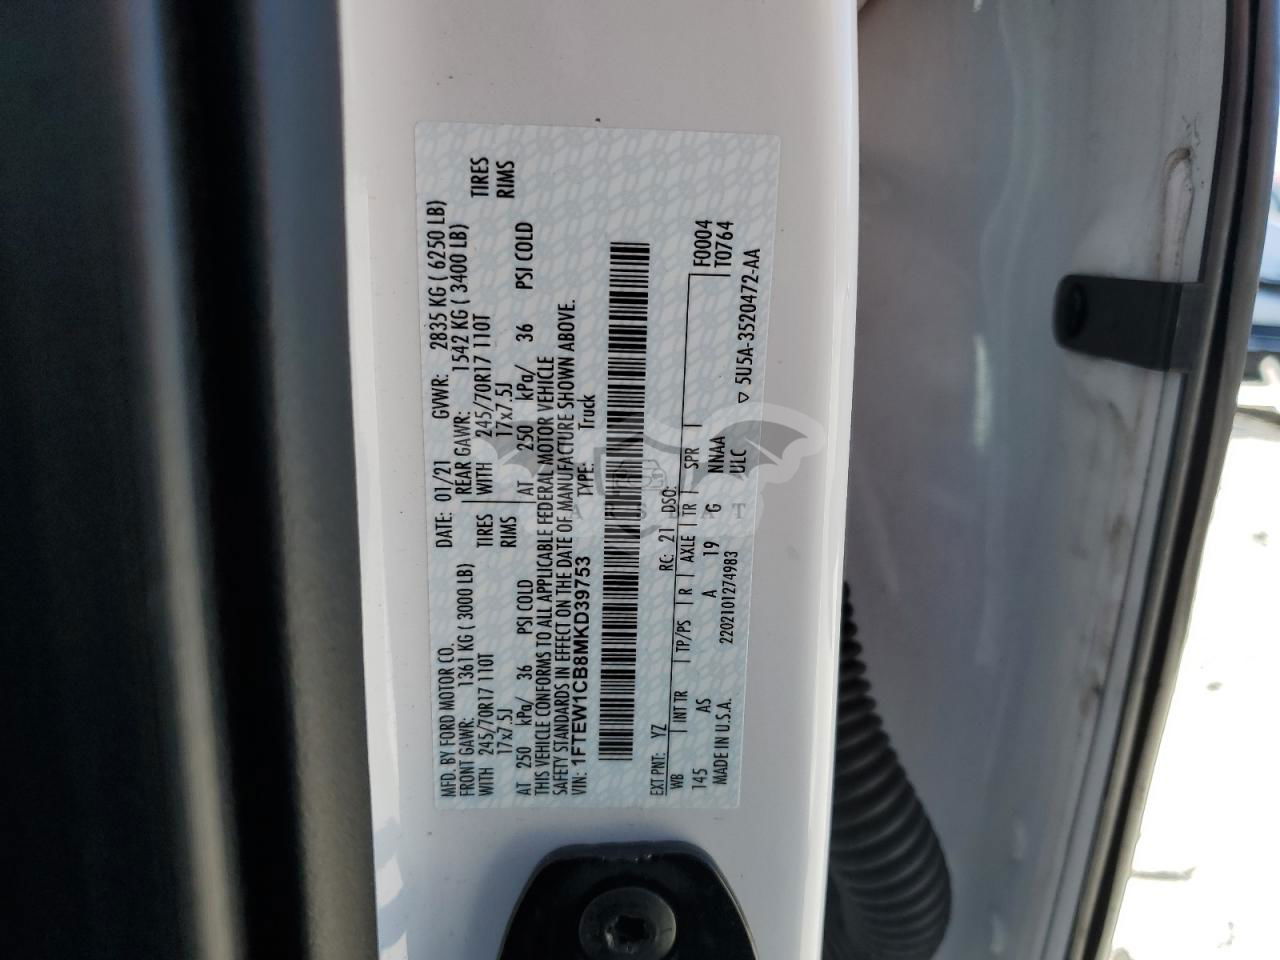 MFD. BY FORD MOTOR CO. DATE: 01/21 GVWR: 2835 KG ( 6250 LB)
FRONT GAWR: 1361 KG ( 3000 LB) REAR GAWR: 1542 KG ( 3400 LB)
WITH 245/70R17 110T TIRES WITH 245/70R17 110T TIRES
17x7.5J RIMS 17x7.5J RIMS
AT 250 kPa/ 36 PSI COLD AT 250 kPa/ 36 PSI COLD
THIS VEHICLE CONFORMS TO ALL APPLICABLE FEDERAL MOTOR VEHICLE
SAFETY STANDARDS IN EFFECT ON THE DATE OF MANUFACTURE SHOWN ABOVE.
VIN: 1FTEW1CB8MKD39753 TYPE: Truck
EXT PNT: YZ RC: 21 DSO: F0004
WB INT TR TP/PS R AXLE TR SPR T0764
145 AS A 19 G NNAA
MADE IN U.S.A. 2202101274983 ULC ▽ 5U5A-3520472-AA